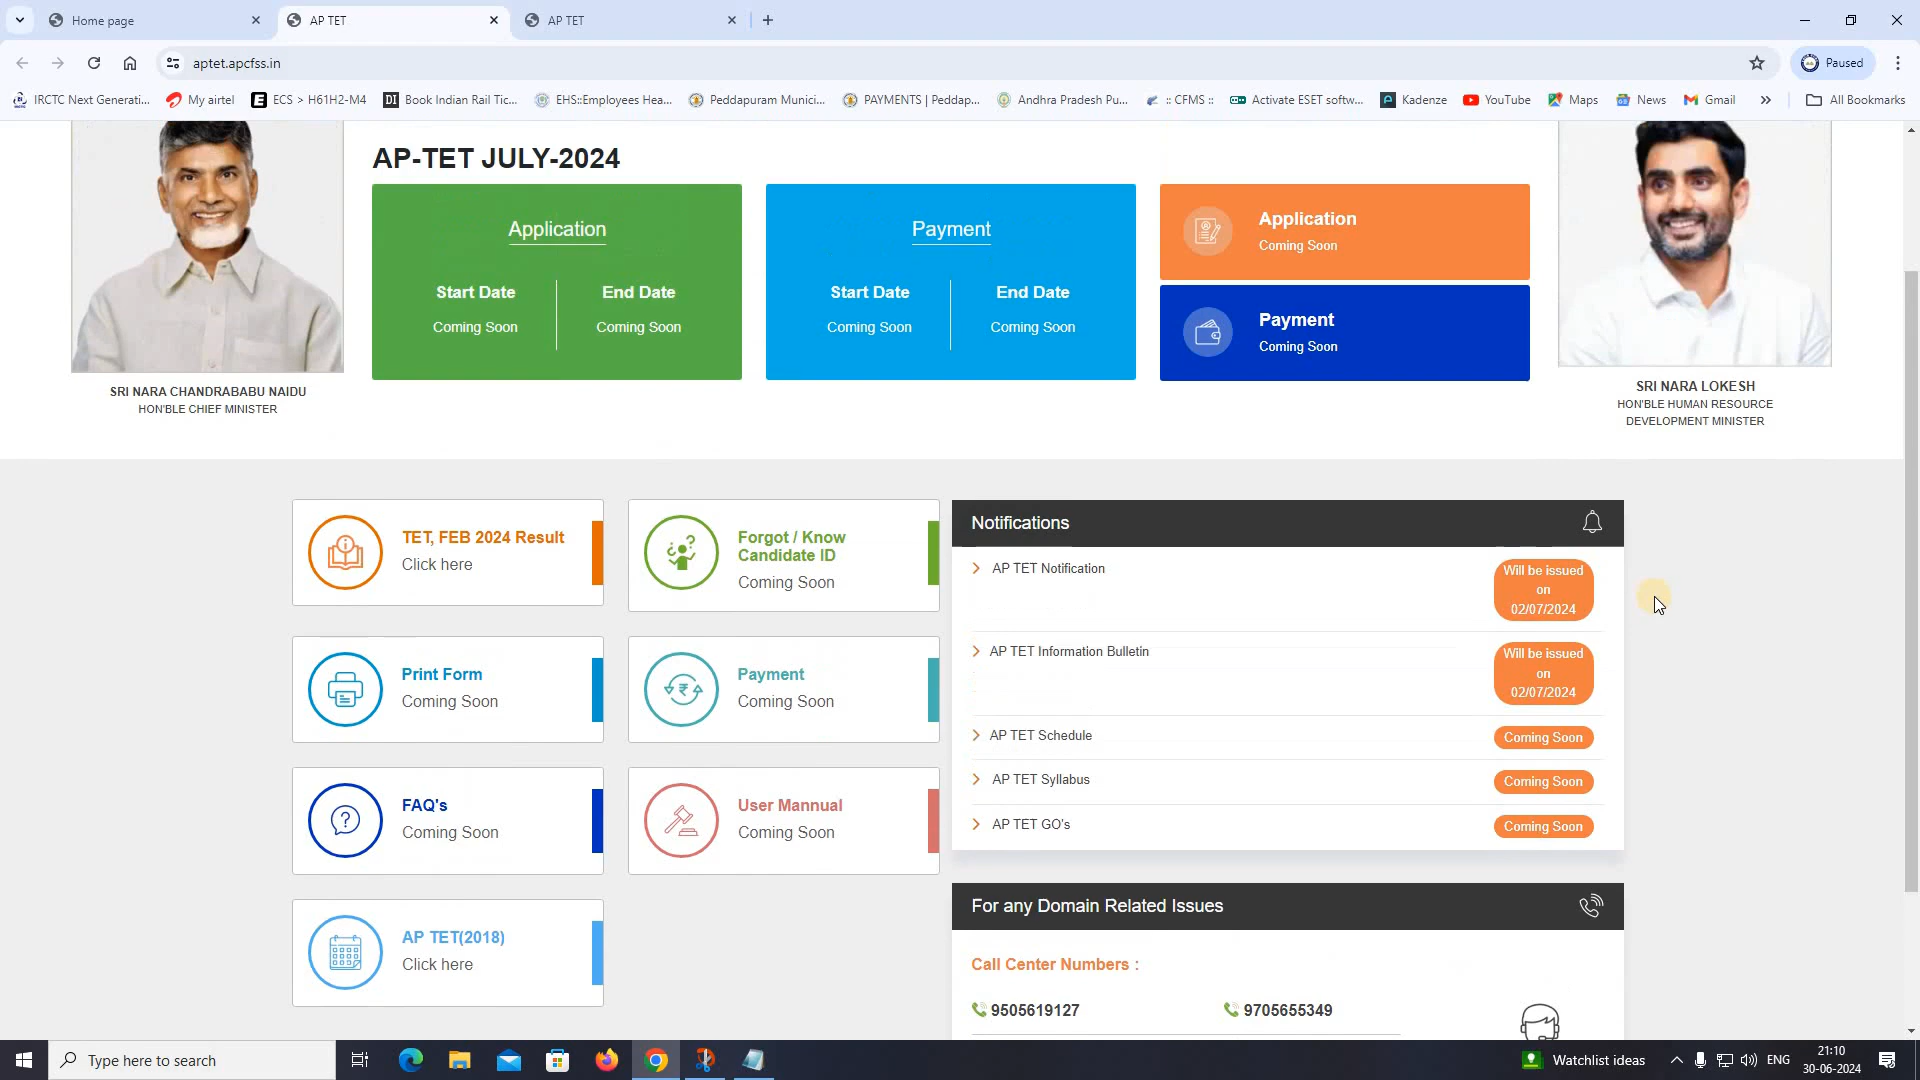 Home page
AP TET
AP TET
aptet.apcfss.in
Paused
IRCTC Next Generati...
My airtel
ECS > H61H2-M4
Book Indian Rail Tic...
EHS::Employees Hea...
Peddapuram Munici...
PAYMENTS | Peddap...
Andhra Pradesh Pu...
:: CFMS ::
Activate ESET softw...
Kadenze
YouTube
Maps
News
Gmail
All Bookmarks
AP-TET JULY-2024
Application
Start Date
End Date
Coming Soon
Coming Soon
Payment
Start Date
End Date
Coming Soon
Coming Soon
Application
Coming Soon
Payment
Coming Soon
SRI NARA CHANDRABABU NAIDU
HON'BLE CHIEF MINISTER
SRI NARA LOKESH
HON'BLE HUMAN RESOURCE
DEVELOPMENT MINISTER
TET, FEB 2024 Result
Click here
Forgot / Know
Candidate ID
Coming Soon
Print Form
Coming Soon
Payment
Coming Soon
FAQ's
Coming Soon
User Mannual
Coming Soon
AP TET(2018)
Click here
Notifications
AP TET Notification
Will be issued
on
02/07/2024
AP TET Information Bulletin
Will be issued
on
02/07/2024
AP TET Schedule
Coming Soon
AP TET Syllabus
Coming Soon
AP TET GO's
Coming Soon
For any Domain Related Issues
Call Center Numbers :
9505619127
9705655349
Type here to search
Watchlist ideas
ENG
21:10
30-06-2024